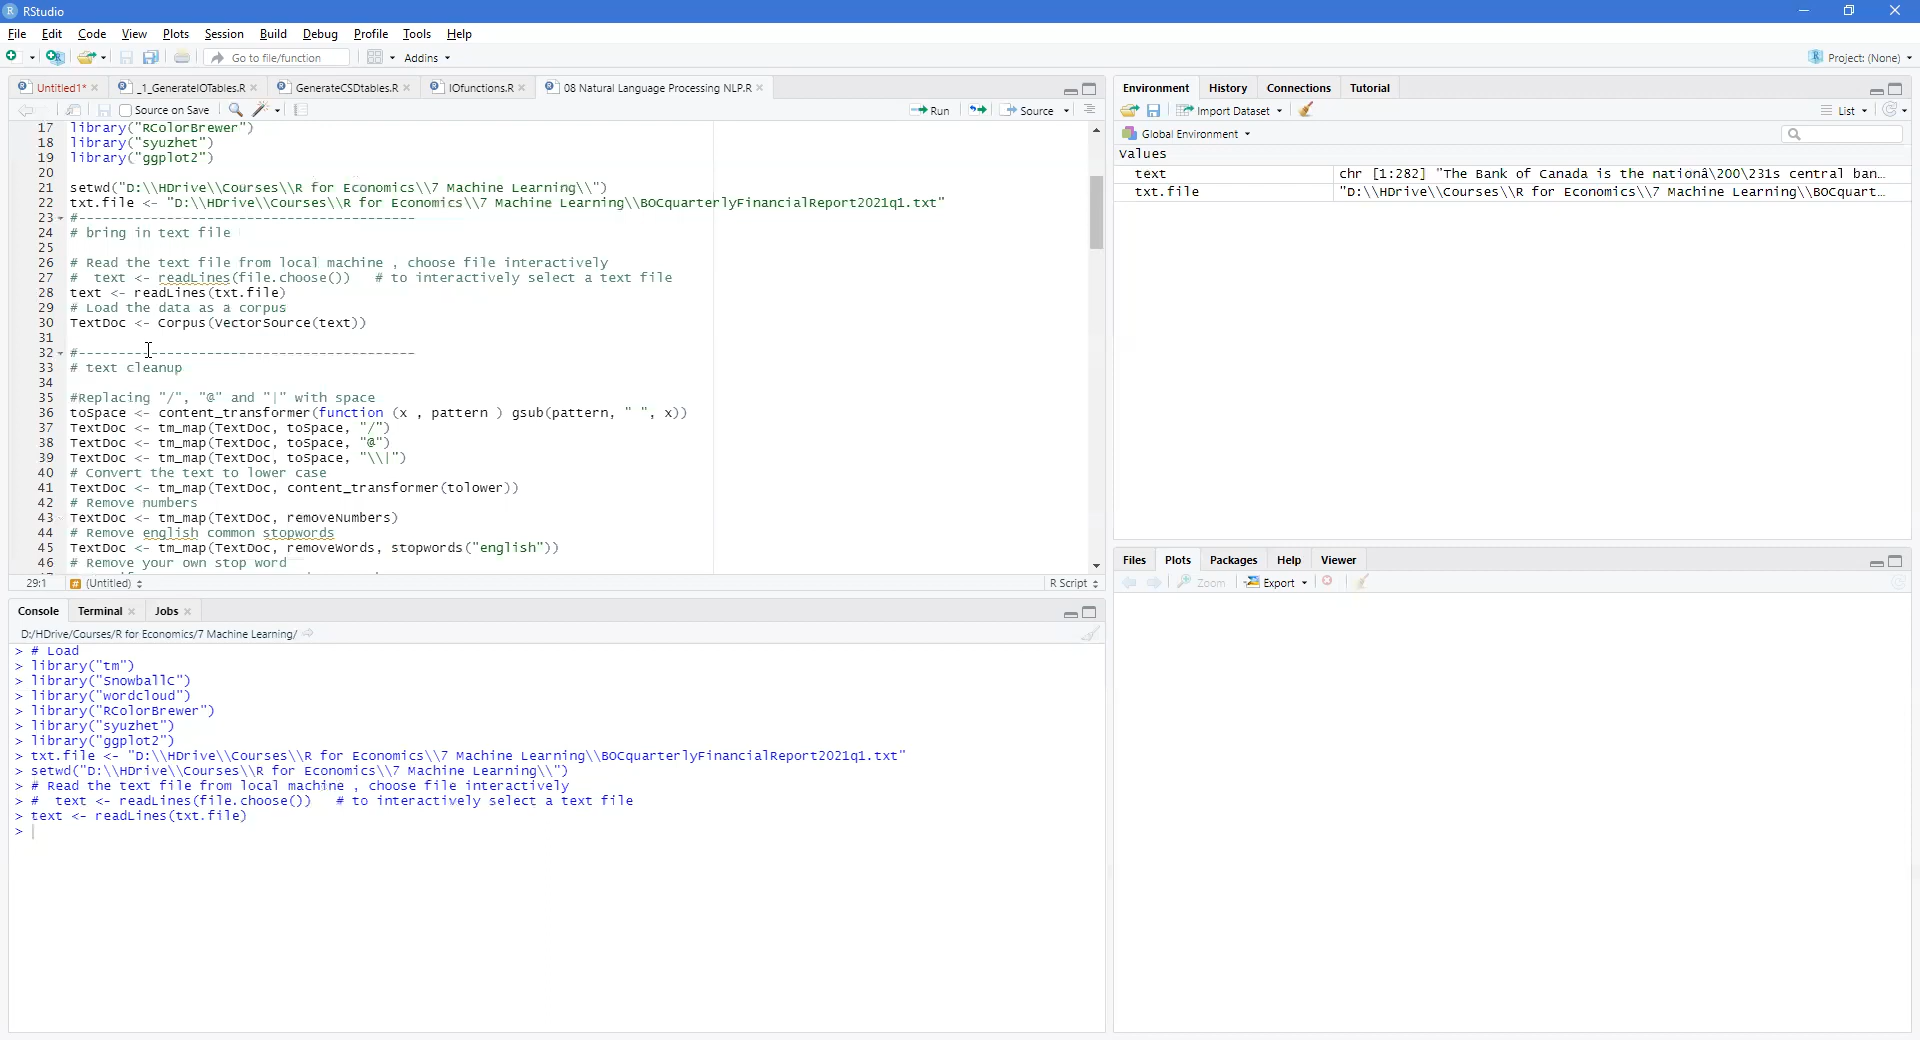 RStudio
File Edit Code View Plots Session Build Debug Profile Tools Help
Go to file/function Addins Project: (None)
Untitled1* _1_GenerateIOTables.R GenerateCSDtables.R IOfunctions.R 08 Natural Language Processing NLP.R
Source on Save Run Source
17 library("RColorBrewer")
18 library("syuzhet")
19 library("ggplot2")
20
21 setwd("D:\\HDrive\\Courses\\R for Economics\\7 Machine Learning\\")
22 txt.file <- "D:\\HDrive\\Courses\\R for Economics\\7 Machine Learning\\BOCquarterlyFinancialReport2021q1.txt"
23 #------------------------------------------
24 # bring in text file
25
26 # Read the text file from local machine , choose file interactively
27 #  text <- readLines(file.choose())   # to interactively select a text file
28 text <- readLines(txt.file)
29 # Load the data as a corpus
30 TextDoc <- Corpus(VectorSource(text))
31
32 #------------------------------------------
33 # text cleanup
34
35 #Replacing "/", "@" and "|" with space
36 toSpace <- content_transformer(function (x , pattern ) gsub(pattern, " ", x))
37 TextDoc <- tm_map(TextDoc, toSpace, "/")
38 TextDoc <- tm_map(TextDoc, toSpace, "@")
39 TextDoc <- tm_map(TextDoc, toSpace, "\\|")
40 # Convert the text to lower case
41 TextDoc <- tm_map(TextDoc, content_transformer(tolower))
42 # Remove numbers
43 TextDoc <- tm_map(TextDoc, removeNumbers)
44 # Remove english common stopwords
45 TextDoc <- tm_map(TextDoc, removeWords, stopwords("english"))
46 # Remove your own stop word
29:1 (Untitled) R Script
Console Terminal Jobs
D:/HDrive/Courses/R for Economics/7 Machine Learning/
> # Load
> library("tm")
> library("SnowballC")
> library("wordcloud")
> library("RColorBrewer")
> library("syuzhet")
> library("ggplot2")
> txt.file <- "D:\\HDrive\\Courses\\R for Economics\\7 Machine Learning\\BOCquarterlyFinancialReport2021q1.txt"
> setwd("D:\\HDrive\\Courses\\R for Economics\\7 Machine Learning\\")
> # Read the text file from local machine , choose file interactively
> #  text <- readLines(file.choose())   # to interactively select a text file
> text <- readLines(txt.file)
>
Environment History Connections Tutorial
Import Dataset List
Global Environment
Values
text chr [1:282] "The Bank of Canada is the nationâ\200\231s central ban...
txt.file "D:\\HDrive\\Courses\\R for Economics\\7 Machine Learning\\BOCquart...
Files Plots Packages Help Viewer
Zoom Export